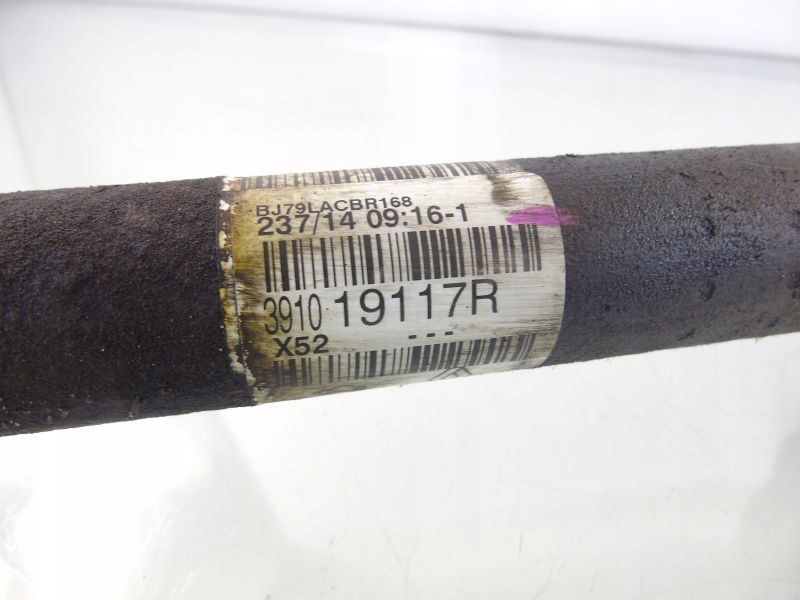 BJ79LACBR168
237/14 09:16-1
3910 19117R
X52 ---